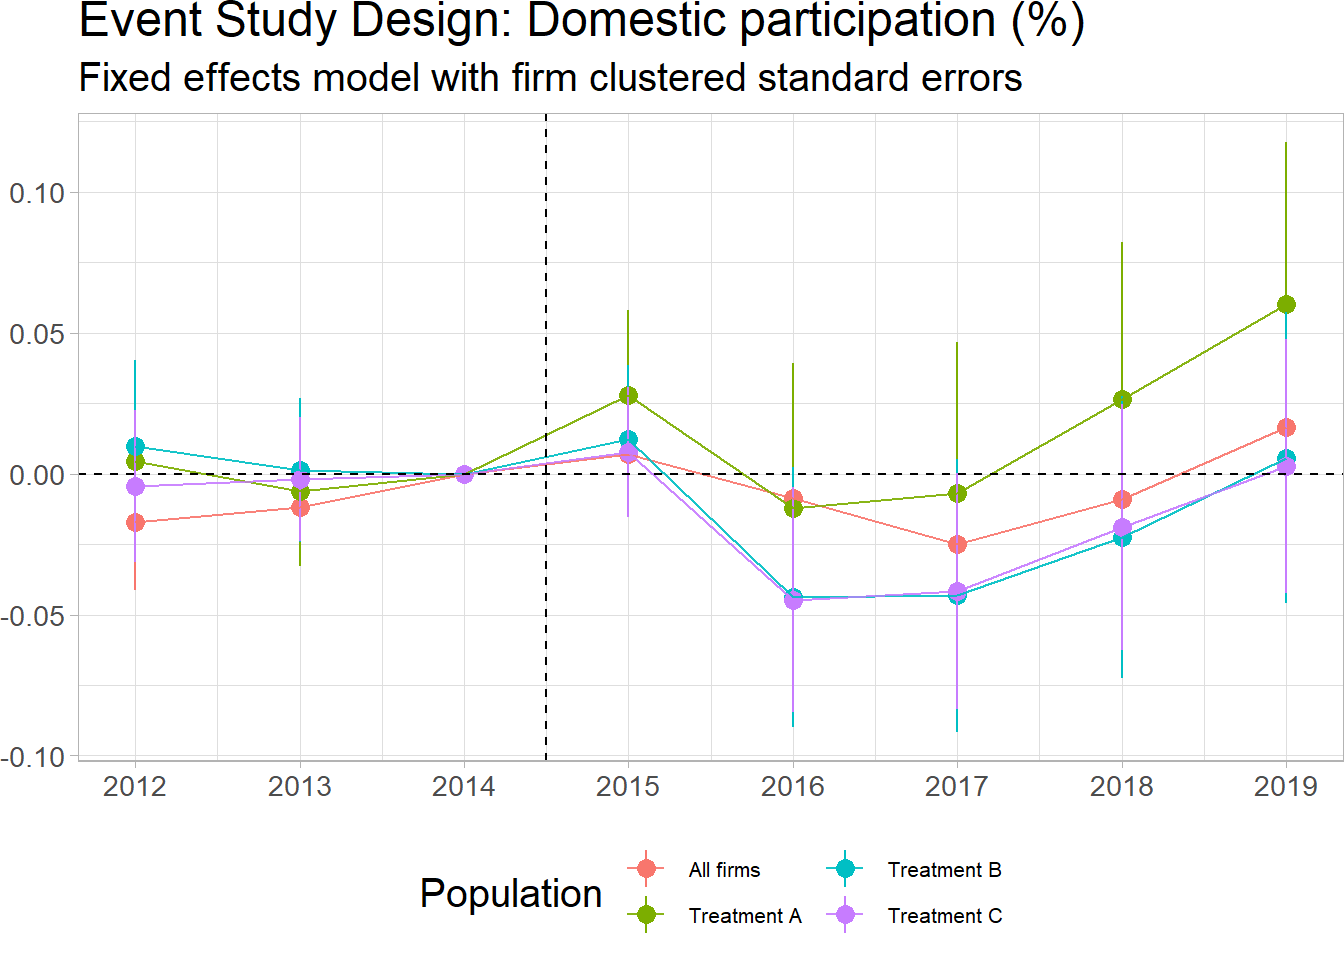 Event Study Design: Domestic participation (%)
Fixed effects model with firm clustered standard errors
0.10
0.05
0.00
-0.05
-0.10
2012 2013 2014 2015 2016 2017 2018 2019
Population
All firms
Treatment A
Treatment B
Treatment C